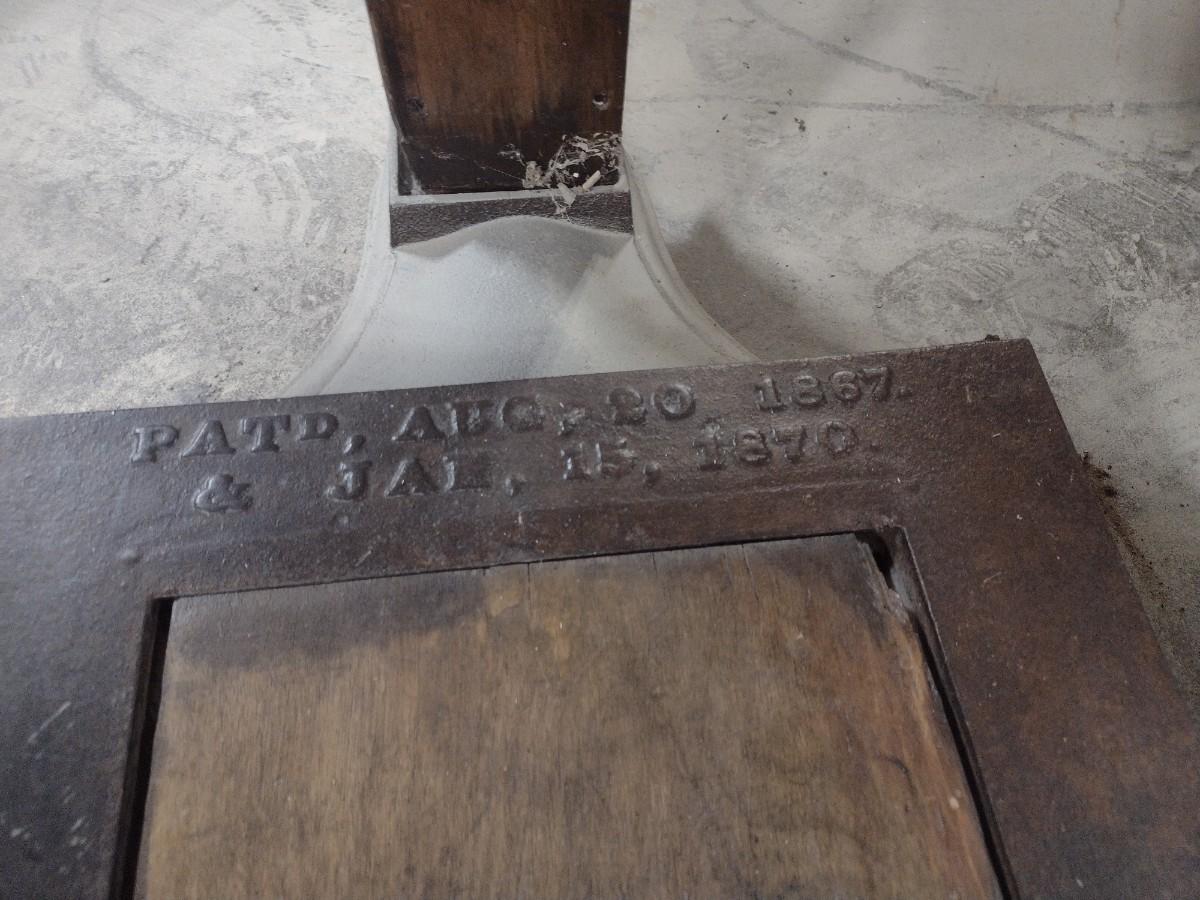 PATD, AUG, 20, 1867.
& JAN, 15, 1870.